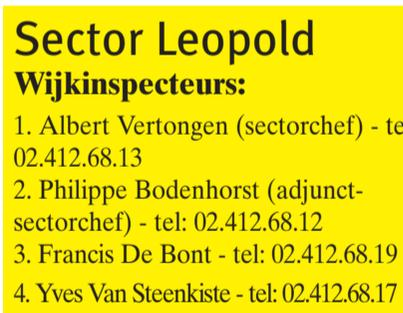 Sector Leopold
Wijkinspecteurs:
1. Albert Vertongen (sectorchef) - te
02.412.68.13
2. Philippe Bodenhorst (adjunct-
sectorchef) - tel: 02.412.68.12
3. Francis De Bont - tel: 02.412.68.19
4. Yves Van Steenkiste - tel: 02.412.68.17